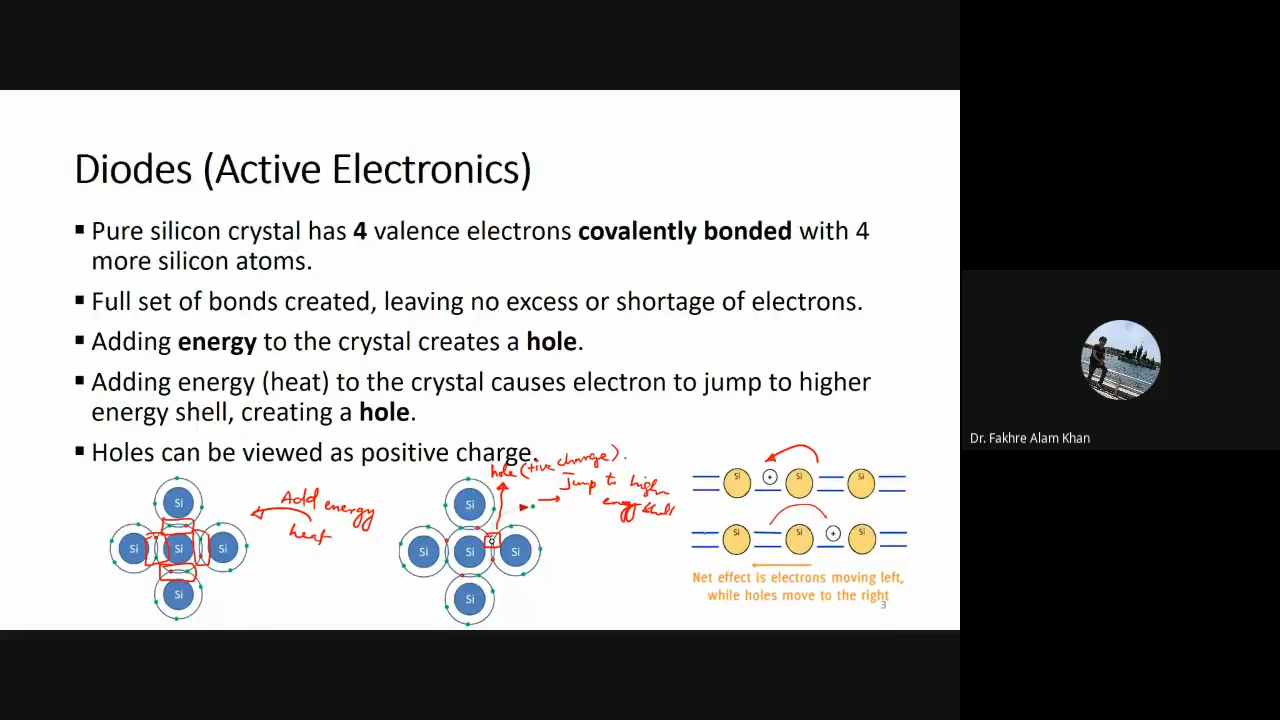 Diodes (Active Electronics)
▪ Pure silicon crystal has 4 valence electrons covalently bonded with 4
more silicon atoms.
▪ Full set of bonds created, leaving no excess or shortage of electrons.
▪ Adding energy to the crystal creates a hole.
▪ Adding energy (heat) to the crystal causes electron to jump to higher
energy shell, creating a hole.
▪ Holes can be viewed as positive charge.
hole (+ive charge).
Jump to high
energy shell
Add energy
heat
Si
Si Si Si
Si
Si
Si Si Si
Si
Si + Si Si
Si Si + Si
Net effect is electrons moving left,
while holes move to the right
3
Dr. Fakhre Alam Khan